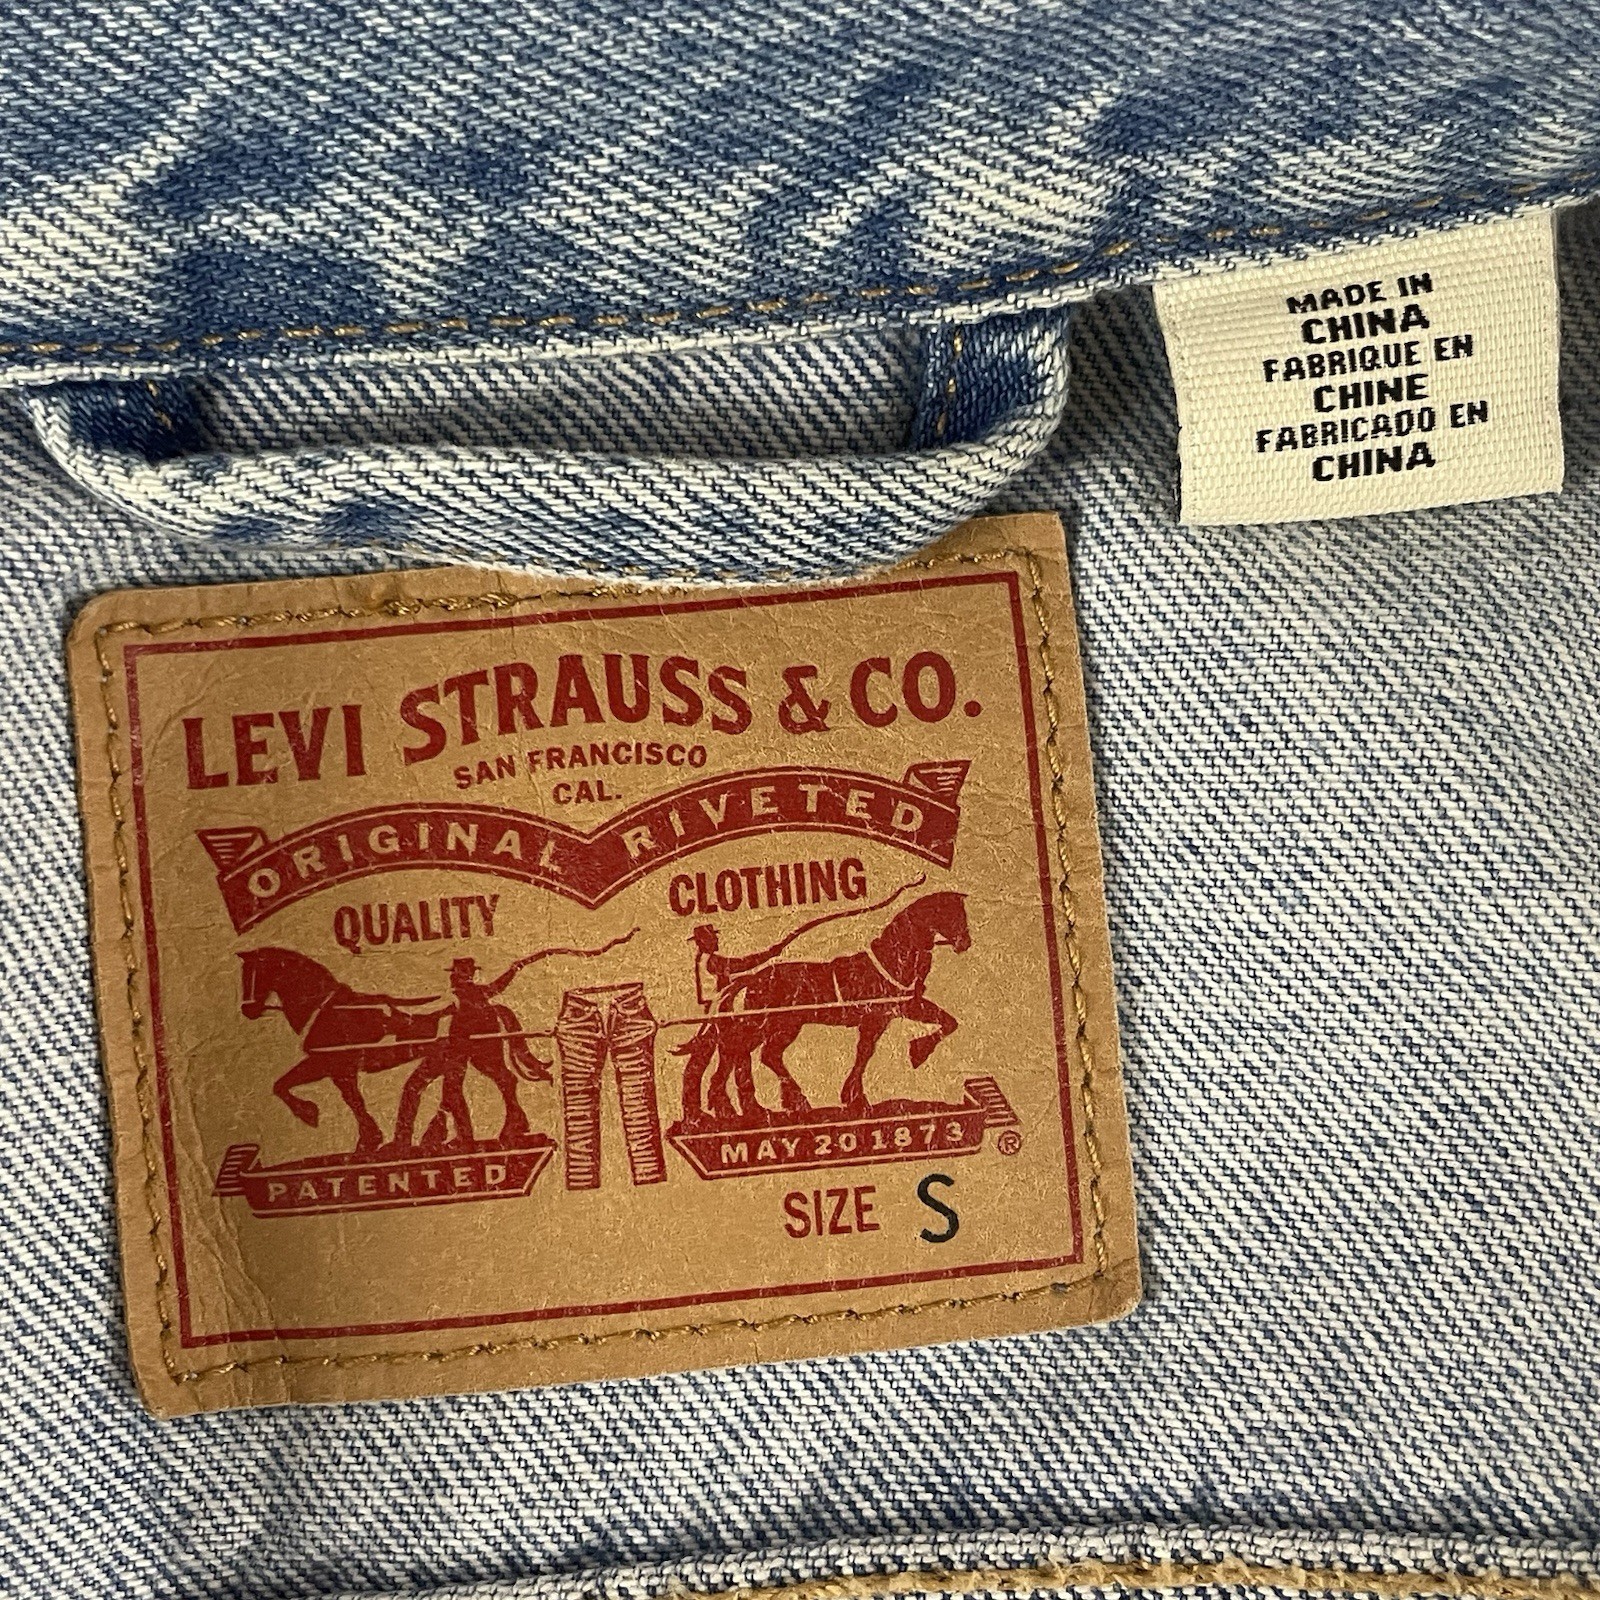 MADE IN
CHINA
FABRIQUE EN
CHINE
FABRICADO EN
CHINA
LEVI STRAUSS & CO.
SAN FRANCISCO
CAL.
ORIGINAL RIVETED
QUALITY CLOTHING
PATENTED MAY 20 1873 ®
SIZE S